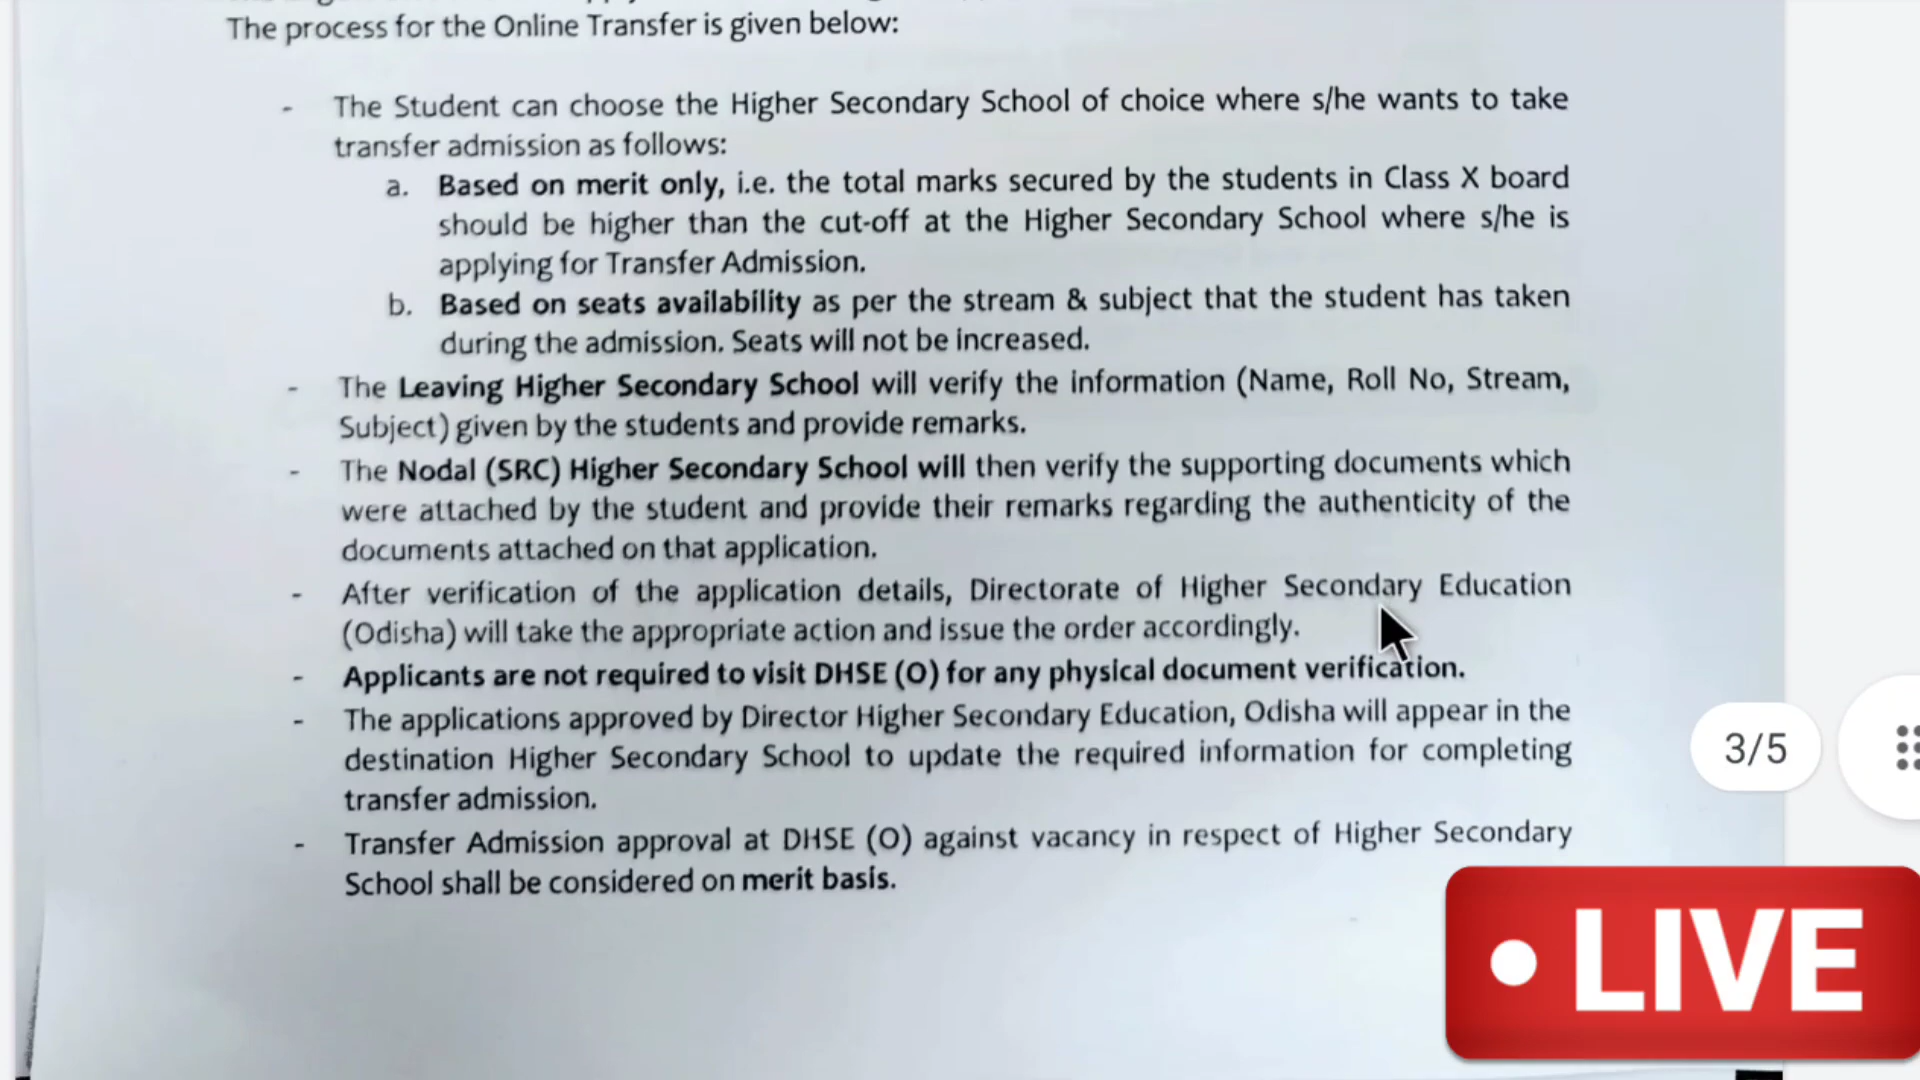 The process for the Online Transfer is given below:
- The Student can choose the Higher Secondary School of choice where s/he wants to take
transfer admission as follows:
a. Based on merit only, i.e. the total marks secured by the students in Class X board
should be higher than the cut-off at the Higher Secondary School where s/he is
applying for Transfer Admission.
b. Based on seats availability as per the stream & subject that the student has taken
during the admission. Seats will not be increased.
- The Leaving Higher Secondary School will verify the information (Name, Roll No, Stream,
Subject) given by the students and provide remarks.
- The Nodal (SRC) Higher Secondary School will then verify the supporting documents which
were attached by the student and provide their remarks regarding the authenticity of the
documents attached on that application.
- After verification of the application details, Directorate of Higher Secondary Education
(Odisha) will take the appropriate action and issue the order accordingly.
- Applicants are not required to visit DHSE (O) for any physical document verification.
- The applications approved by Director Higher Secondary Education, Odisha will appear in the
destination Higher Secondary School to update the required information for completing
transfer admission.
- Transfer Admission approval at DHSE (O) against vacancy in respect of Higher Secondary
School shall be considered on merit basis.
3/5
LIVE